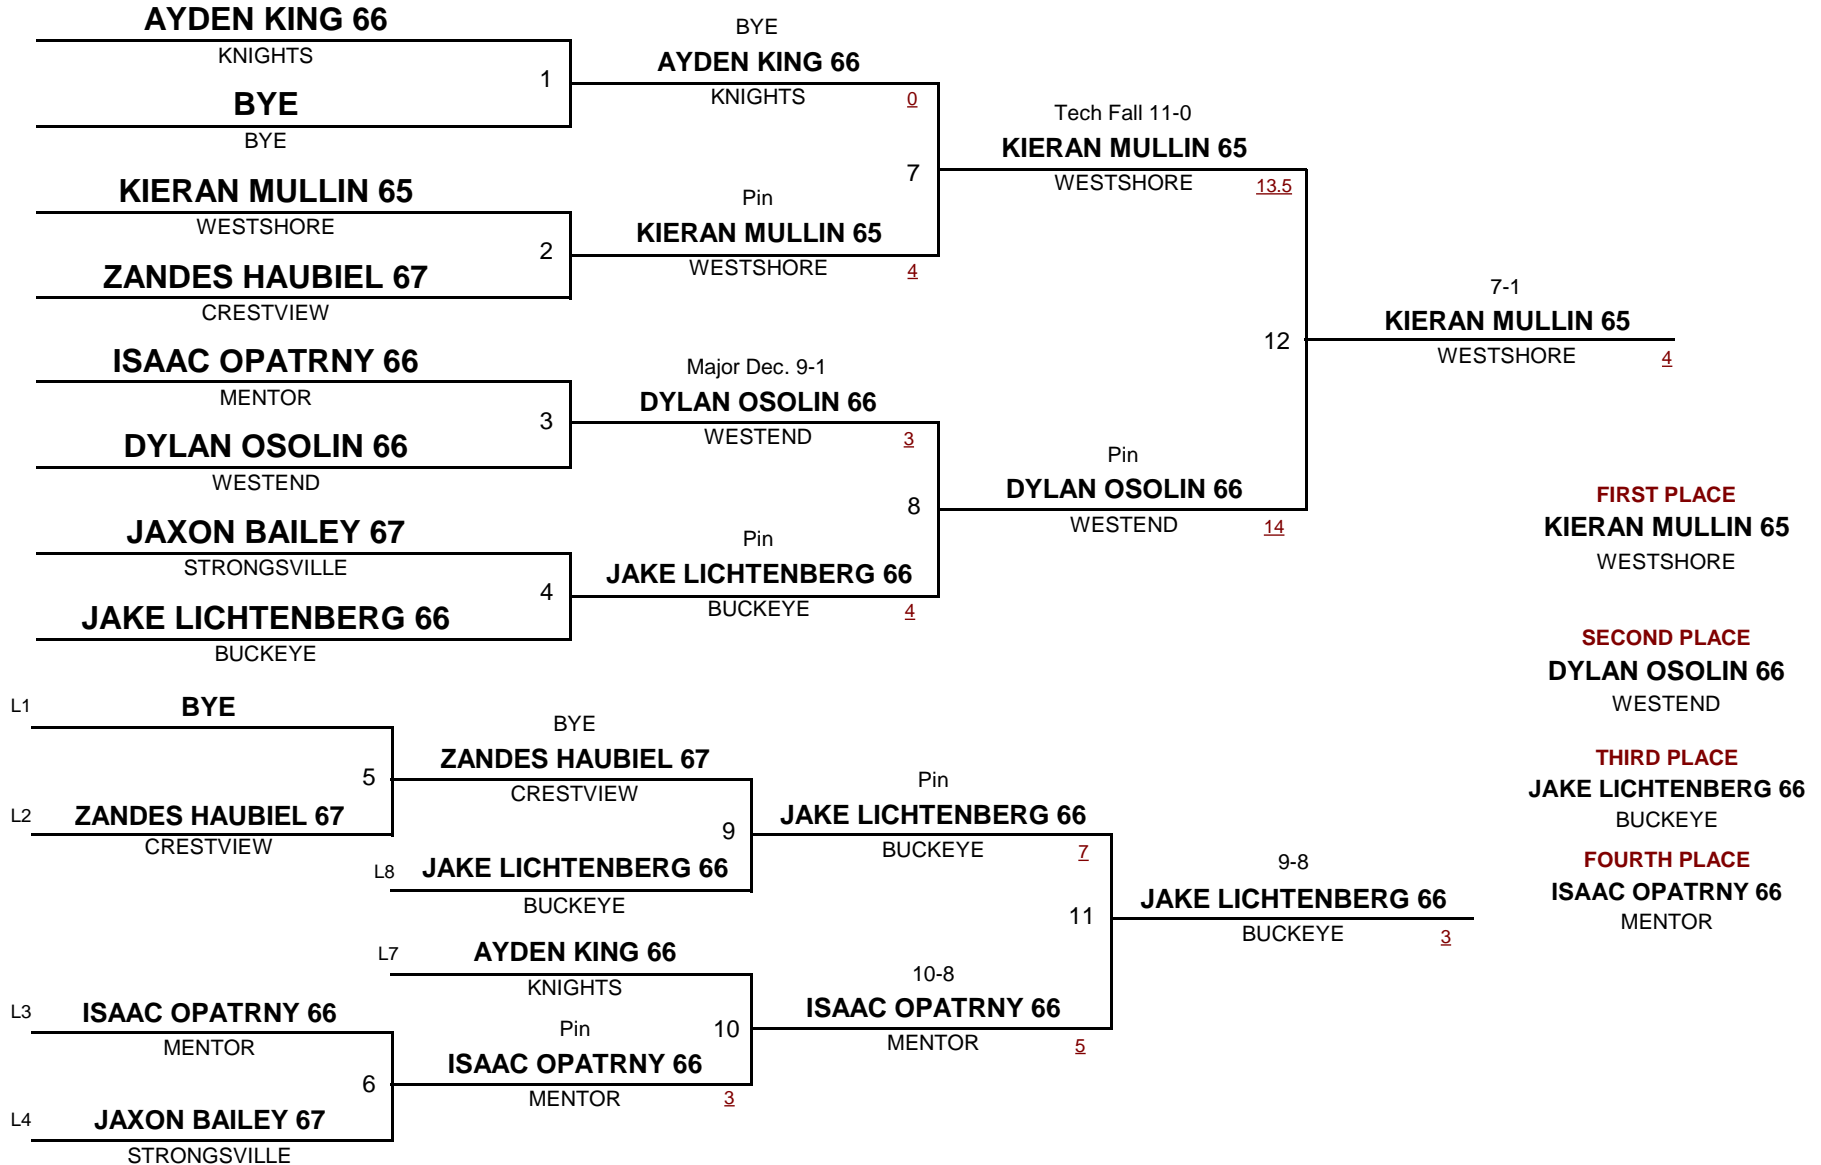 AYDEN KING 66
KNIGHTS
1
BYE
BYE
KIERAN MULLIN 65
WESTSHORE
2
ZANDES HAUBIEL 67
CRESTVIEW
ISAAC OPATRNY 66
MENTOR
3
DYLAN OSOLIN 66
WESTEND
JAXON BAILEY 67
STRONGSVILLE
4
JAKE LICHTENBERG 66
BUCKEYE
BYE
AYDEN KING 66
KNIGHTS 0
7
Pin
KIERAN MULLIN 65
WESTSHORE 4
Major Dec. 9-1
DYLAN OSOLIN 66
WESTEND 3
8
Pin
JAKE LICHTENBERG 66
BUCKEYE 4
Tech Fall 11-0
KIERAN MULLIN 65
WESTSHORE 13.5
12
Pin
DYLAN OSOLIN 66
WESTEND 14
7-1
KIERAN MULLIN 65
WESTSHORE 4
FIRST PLACE
KIERAN MULLIN 65
WESTSHORE
SECOND PLACE
DYLAN OSOLIN 66
WESTEND
THIRD PLACE
JAKE LICHTENBERG 66
BUCKEYE
FOURTH PLACE
ISAAC OPATRNY 66
MENTOR
L1 BYE
5
L2 ZANDES HAUBIEL 67
CRESTVIEW
BYE
ZANDES HAUBIEL 67
CRESTVIEW
9
L8 JAKE LICHTENBERG 66
BUCKEYE
L7 AYDEN KING 66
KNIGHTS
L3 ISAAC OPATRNY 66
MENTOR
6
L4 JAXON BAILEY 67
STRONGSVILLE
Pin
10
ISAAC OPATRNY 66
MENTOR 3
Pin
JAKE LICHTENBERG 66
BUCKEYE 7
11
10-8
ISAAC OPATRNY 66
MENTOR 5
9-8
JAKE LICHTENBERG 66
BUCKEYE 3